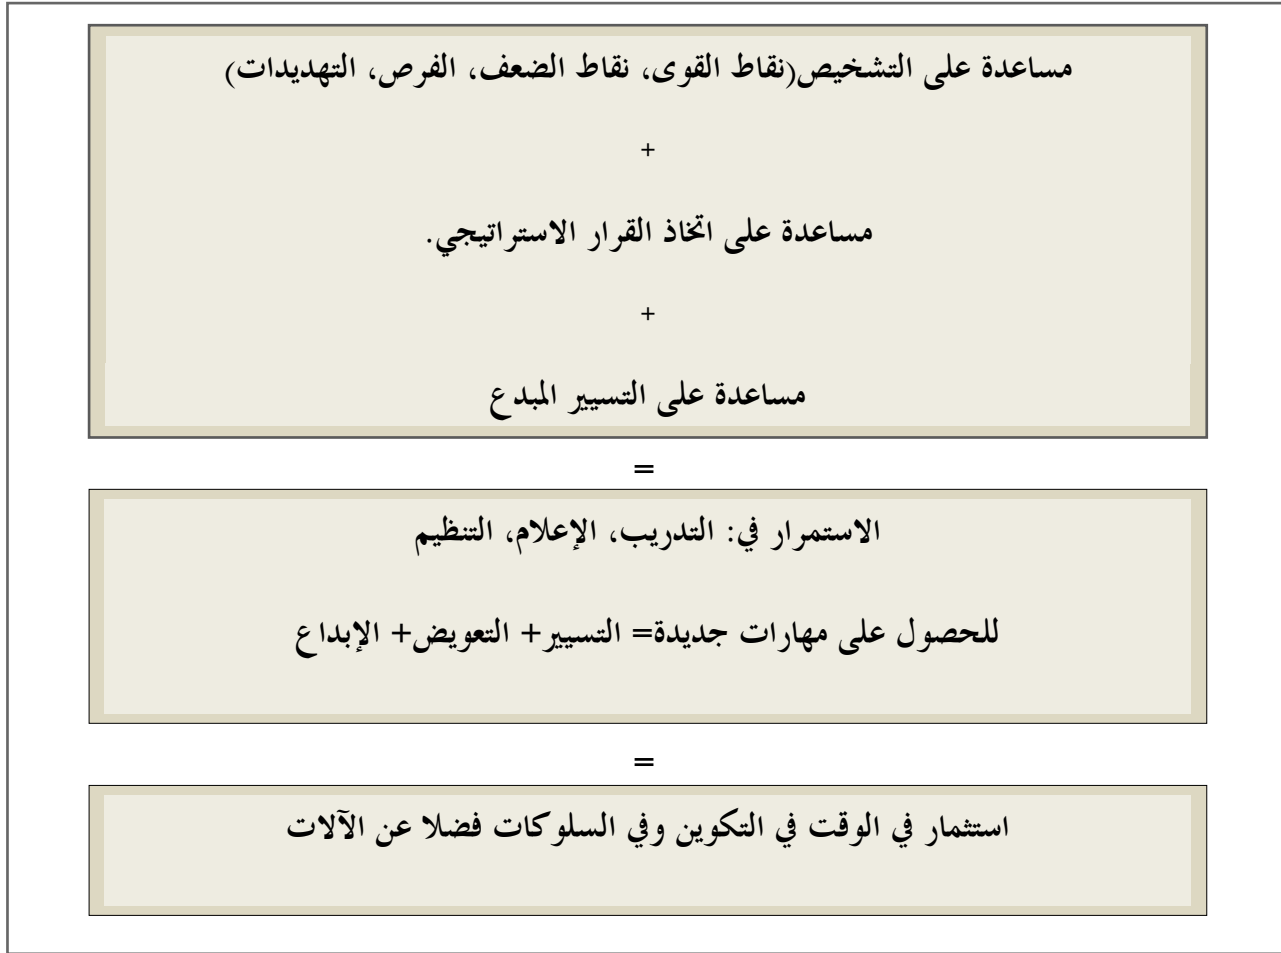 مساعدة على التشخيص(نقاط القوى، نقاط الضعف، الفرص، التهديدات)
+
مساعدة على اتخاذ القرار الاستراتيجي.
+
مساعدة على التسيير المبدع
=
الاستمرار في: التدريب، الإعلام، التنظيم
للحصول على مهارات جديدة= التسيير+ التعويض+ الإبداع
=
استثمار في الوقت في التكوين وفي السلوكات فضلا عن الآلات